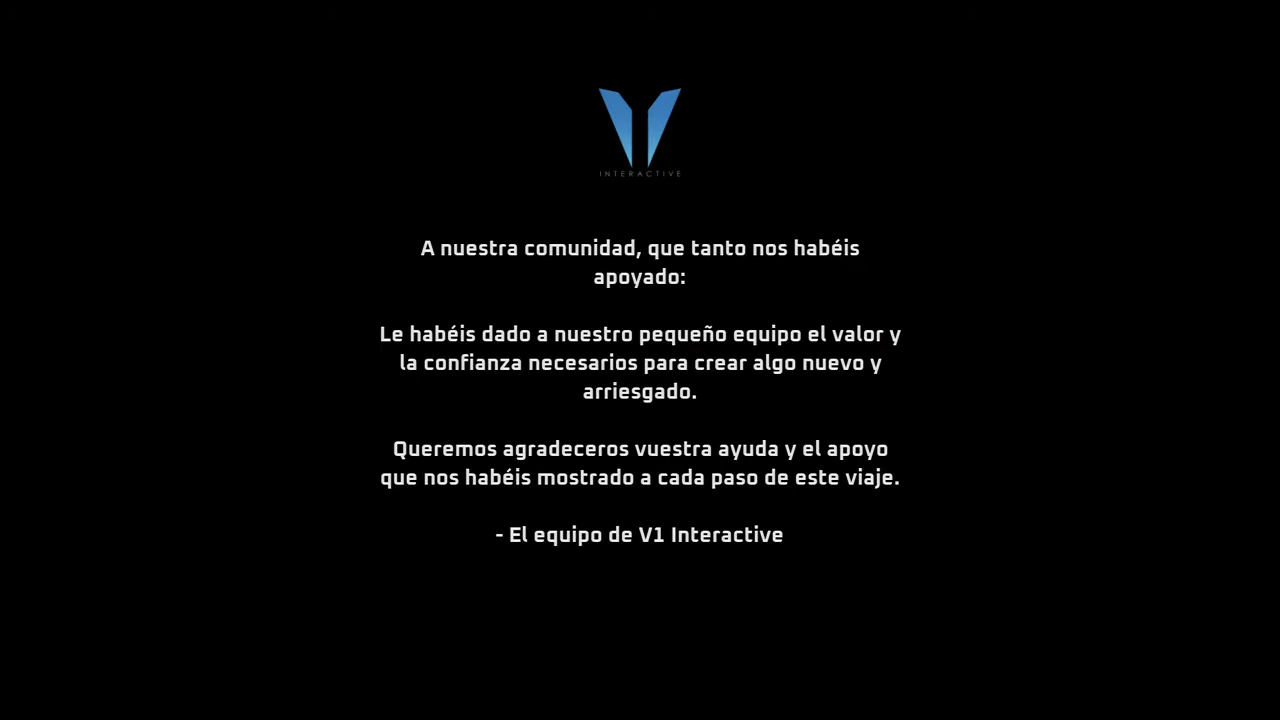 INTERACTIVE
A nuestra comunidad, que tanto nos habéis
apoyado:
Le habéis dado a nuestro pequeño equipo el valor y
la confianza necesarios para crear algo nuevo y
arriesgado.
Queremos agradeceros vuestra ayuda y el apoyo
que nos habéis mostrado a cada paso de este viaje.
- El equipo de V1 Interactive